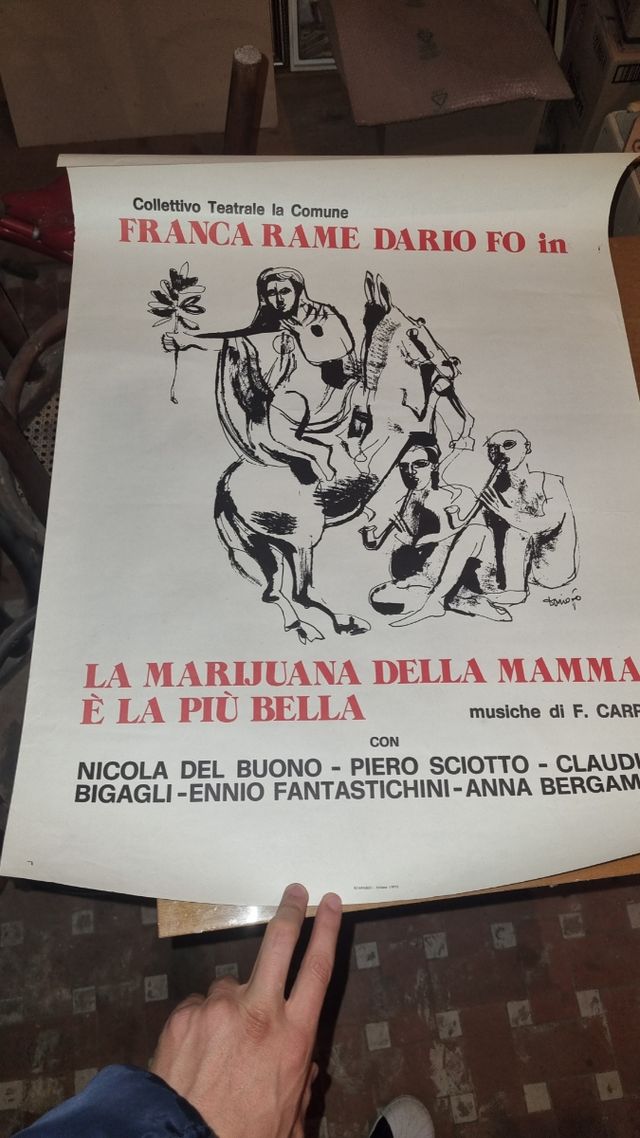 Collettivo Teatrale la Comune
FRANCA RAME DARIO FO in
LA MARIJUANA DELLA MAMMA
È LA PIÙ BELLA
musiche di F. CARP
CON
NICOLA DEL BUONO - PIERO SCIOTTO - CLAUDI
BIGAGLI - ENNIO FANTASTICHINI - ANNA BERGAM